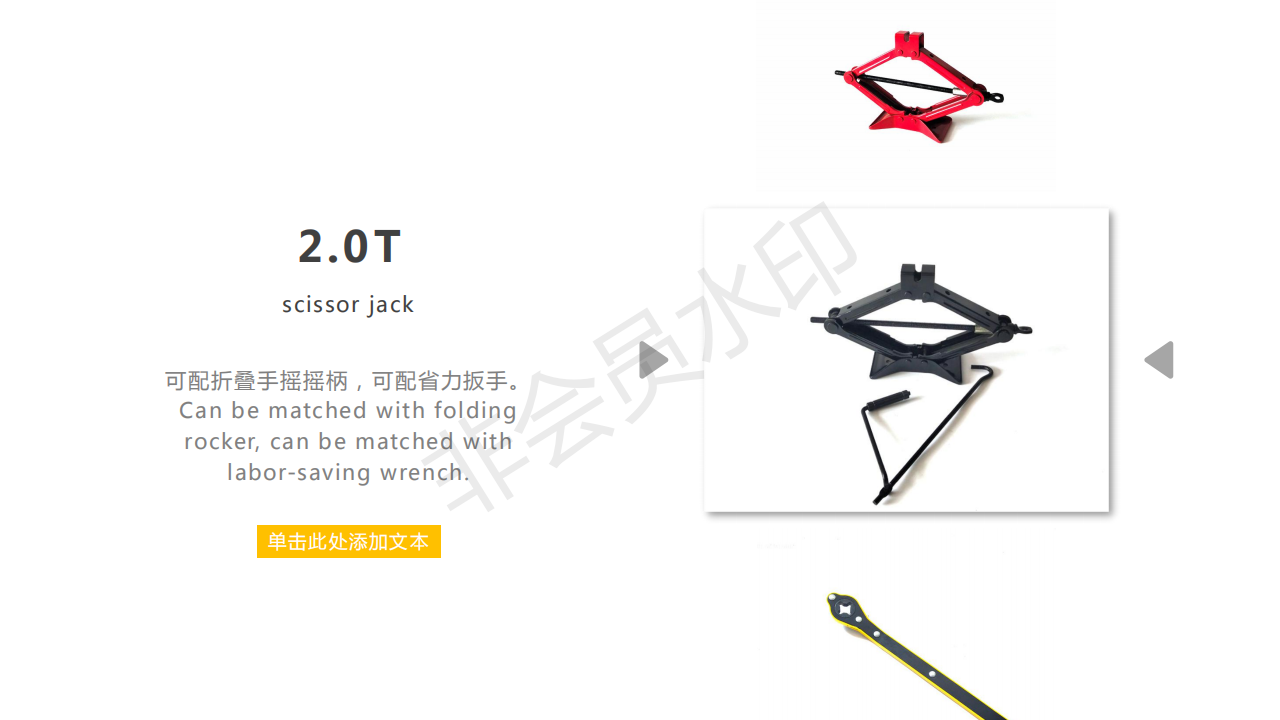 2.0T
scissor jack
可配折叠手摇摇柄，可配省力扳手。
Can be matched with folding
rocker, can be matched with
labor-saving wrench.
单击此处添加文本
非会员水印